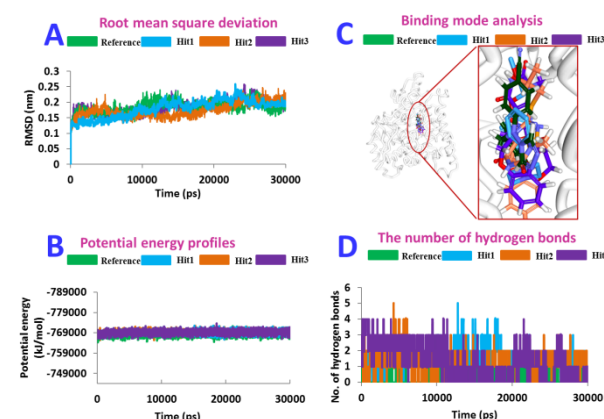 A
Root mean square deviation
Reference Hit1 Hit2 Hit3
RMSD (nm)
0.3
0.25
0.2
0.15
0.1
0.05
0
0 10000 20000 30000
Time (ps)
C
Binding mode analysis
Reference Hit1 Hit2 Hit3
B
Potential energy profiles
Reference Hit1 Hit2 Hit3
Potential energy
(kJ/mol)
-789000
-779000
-769000
-759000
-749000
0 10000 20000 30000
Time (ps)
D
The number of hydrogen bonds
Reference Hit1 Hit2 Hit
No. of hydrogen bonds
6
5
4
3
2
1
0
0 10000 20000 30000
Time (ps)